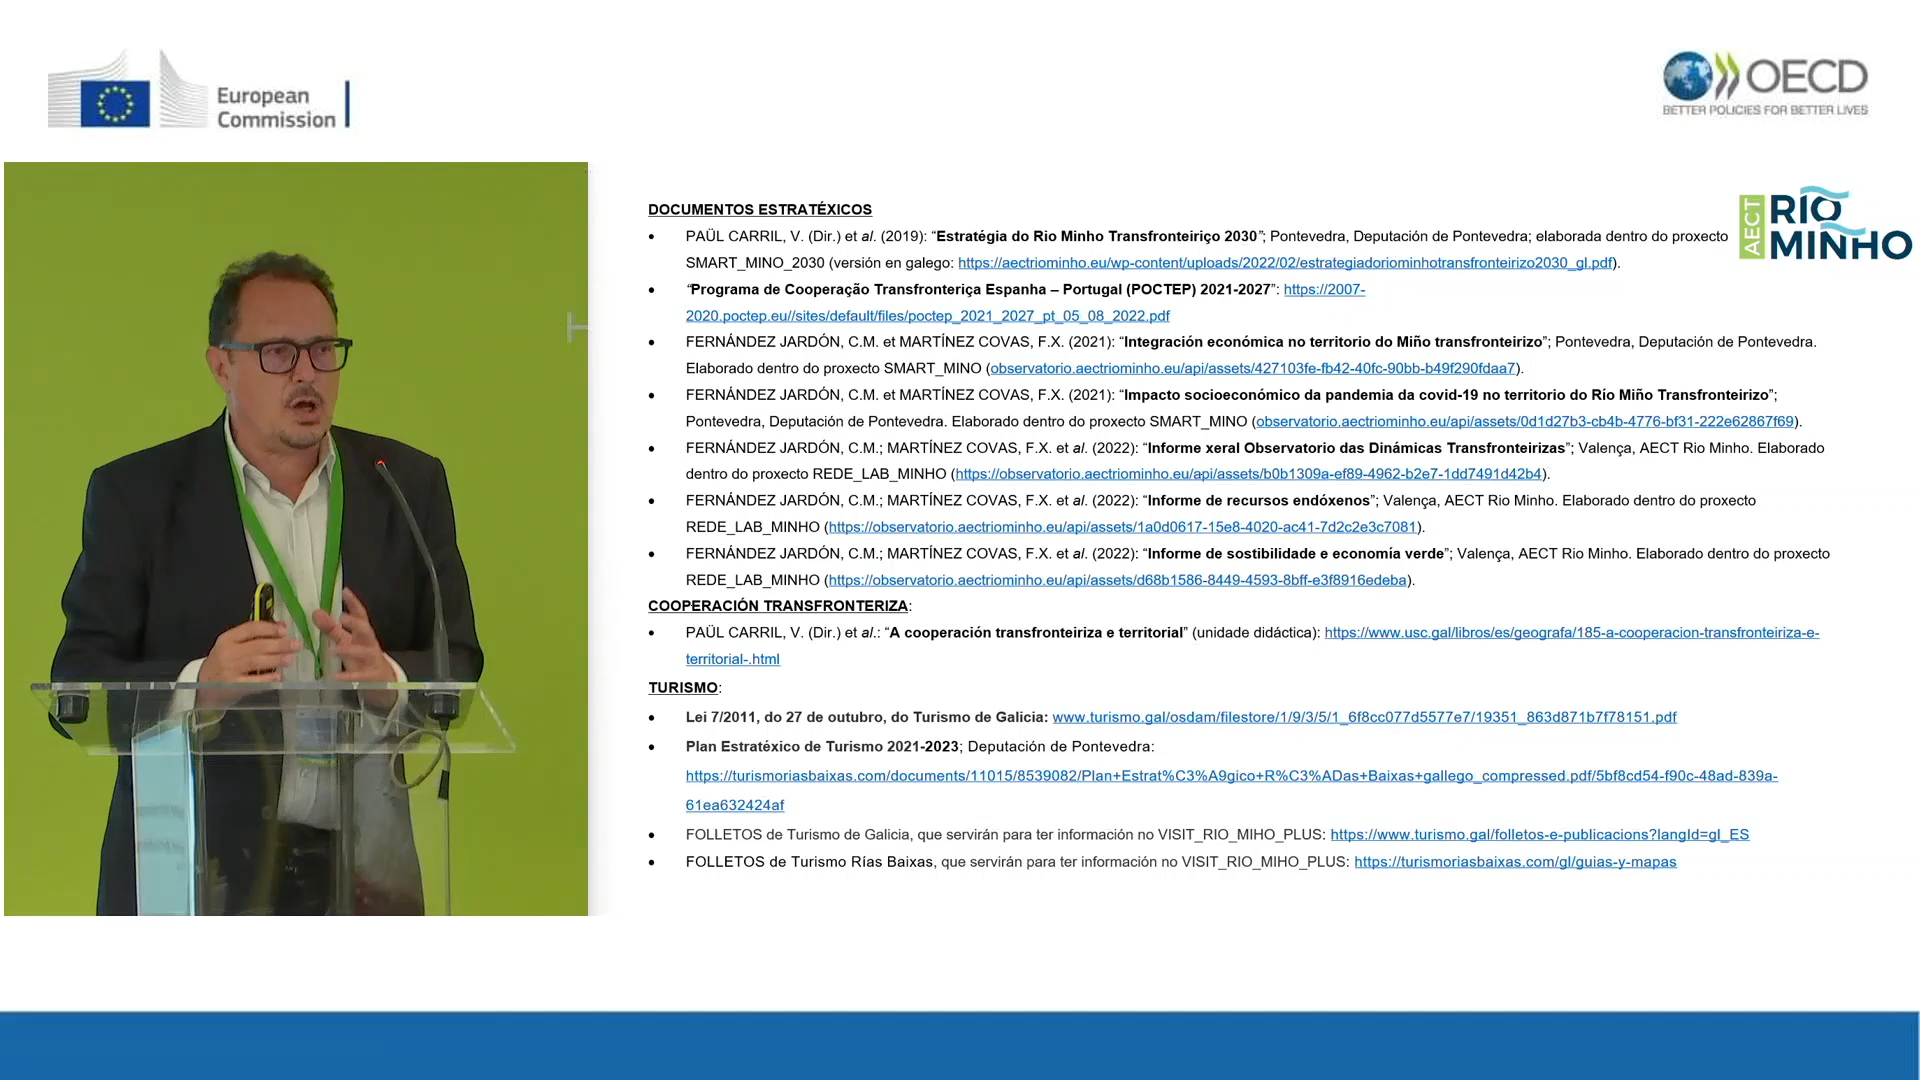 European
Commission
OECD
BETTER POLICIES FOR BETTER LIVES
AECT
RIO
MINHO
DOCUMENTOS ESTRATÉXICOS
• PAÜL CARRIL, V. (Dir.) et al. (2019): “Estratégia do Rio Minho Transfronteiriço 2030”; Pontevedra, Deputación de Pontevedra; elaborada dentro do proxecto
SMART_MINO_2030 (versión en galego: https://aectriominho.eu/wp-content/uploads/2022/02/estrategiadoriominhotransfronteirizo2030_gl.pdf).
• “Programa de Cooperação Transfronteriça Espanha – Portugal (POCTEP) 2021-2027”: https://2007-
2020.poctep.eu//sites/default/files/poctep_2021_2027_pt_05_08_2022.pdf
• FERNÁNDEZ JARDÓN, C.M. et MARTÍNEZ COVAS, F.X. (2021): “Integración económica no territorio do Miño transfronteirizo”; Pontevedra, Deputación de Pontevedra.
Elaborado dentro do proxecto SMART_MINO (observatorio.aectriominho.eu/api/assets/427103fe-fb42-40fc-90bb-b49f290fdaa7).
• FERNÁNDEZ JARDÓN, C.M. et MARTÍNEZ COVAS, F.X. (2021): “Impacto socioeconómico da pandemia da covid-19 no territorio do Río Miño Transfronteirizo”;
Pontevedra, Deputación de Pontevedra. Elaborado dentro do proxecto SMART_MINO (observatorio.aectriominho.eu/api/assets/0d1d27b3-cb4b-4776-bf31-222e62867f69).
• FERNÁNDEZ JARDÓN, C.M.; MARTÍNEZ COVAS, F.X. et al. (2022): “Informe xeral Observatorio das Dinámicas Transfronteirizas”; Valença, AECT Rio Minho. Elaborado
dentro do proxecto REDE_LAB_MINHO (https://observatorio.aectriominho.eu/api/assets/b0b1309a-ef89-4962-b2e7-1dd7491d42b4).
• FERNÁNDEZ JARDÓN, C.M.; MARTÍNEZ COVAS, F.X. et al. (2022): “Informe de recursos endóxenos”; Valença, AECT Rio Minho. Elaborado dentro do proxecto
REDE_LAB_MINHO (https://observatorio.aectriominho.eu/api/assets/1a0d0617-15e8-4020-ac41-7d2c2e3c7081).
• FERNÁNDEZ JARDÓN, C.M.; MARTÍNEZ COVAS, F.X. et al. (2022): “Informe de sostibilidade e economía verde”; Valença, AECT Rio Minho. Elaborado dentro do proxecto
REDE_LAB_MINHO (https://observatorio.aectriominho.eu/api/assets/d68b1586-8449-4593-8bff-e3f8916edeba).
COOPERACIÓN TRANSFRONTERIZA:
• PAÜL CARRIL, V. (Dir.) et al.: “A cooperación transfronteiriza e territorial” (unidade didáctica): https://www.usc.gal/libros/es/geografa/185-a-cooperacion-transfronteiriza-e-
territorial-.html
TURISMO:
• Lei 7/2011, do 27 de outubro, do Turismo de Galicia: www.turismo.gal/osdam/filestore/1/9/3/5/1_6f8cc077d5577e7/19351_863d871b7f78151.pdf
• Plan Estratéxico de Turismo 2021-2023; Deputación de Pontevedra:
https://turismoriasbaixas.com/documents/11015/8539082/Plan+Estrat%C3%A9gico+R%C3%ADas+Baixas+gallego_compressed.pdf/5bf8cd54-f90c-48ad-839a-
61ea632424af
• FOLLETOS de Turismo de Galicia, que servirán para ter información no VISIT_RIO_MIHO_PLUS: https://www.turismo.gal/folletos-e-publicacions?langId=gl_ES
• FOLLETOS de Turismo Rías Baixas, que servirán para ter información no VISIT_RIO_MIHO_PLUS: https://turismoriasbaixas.com/gl/guias-y-mapas